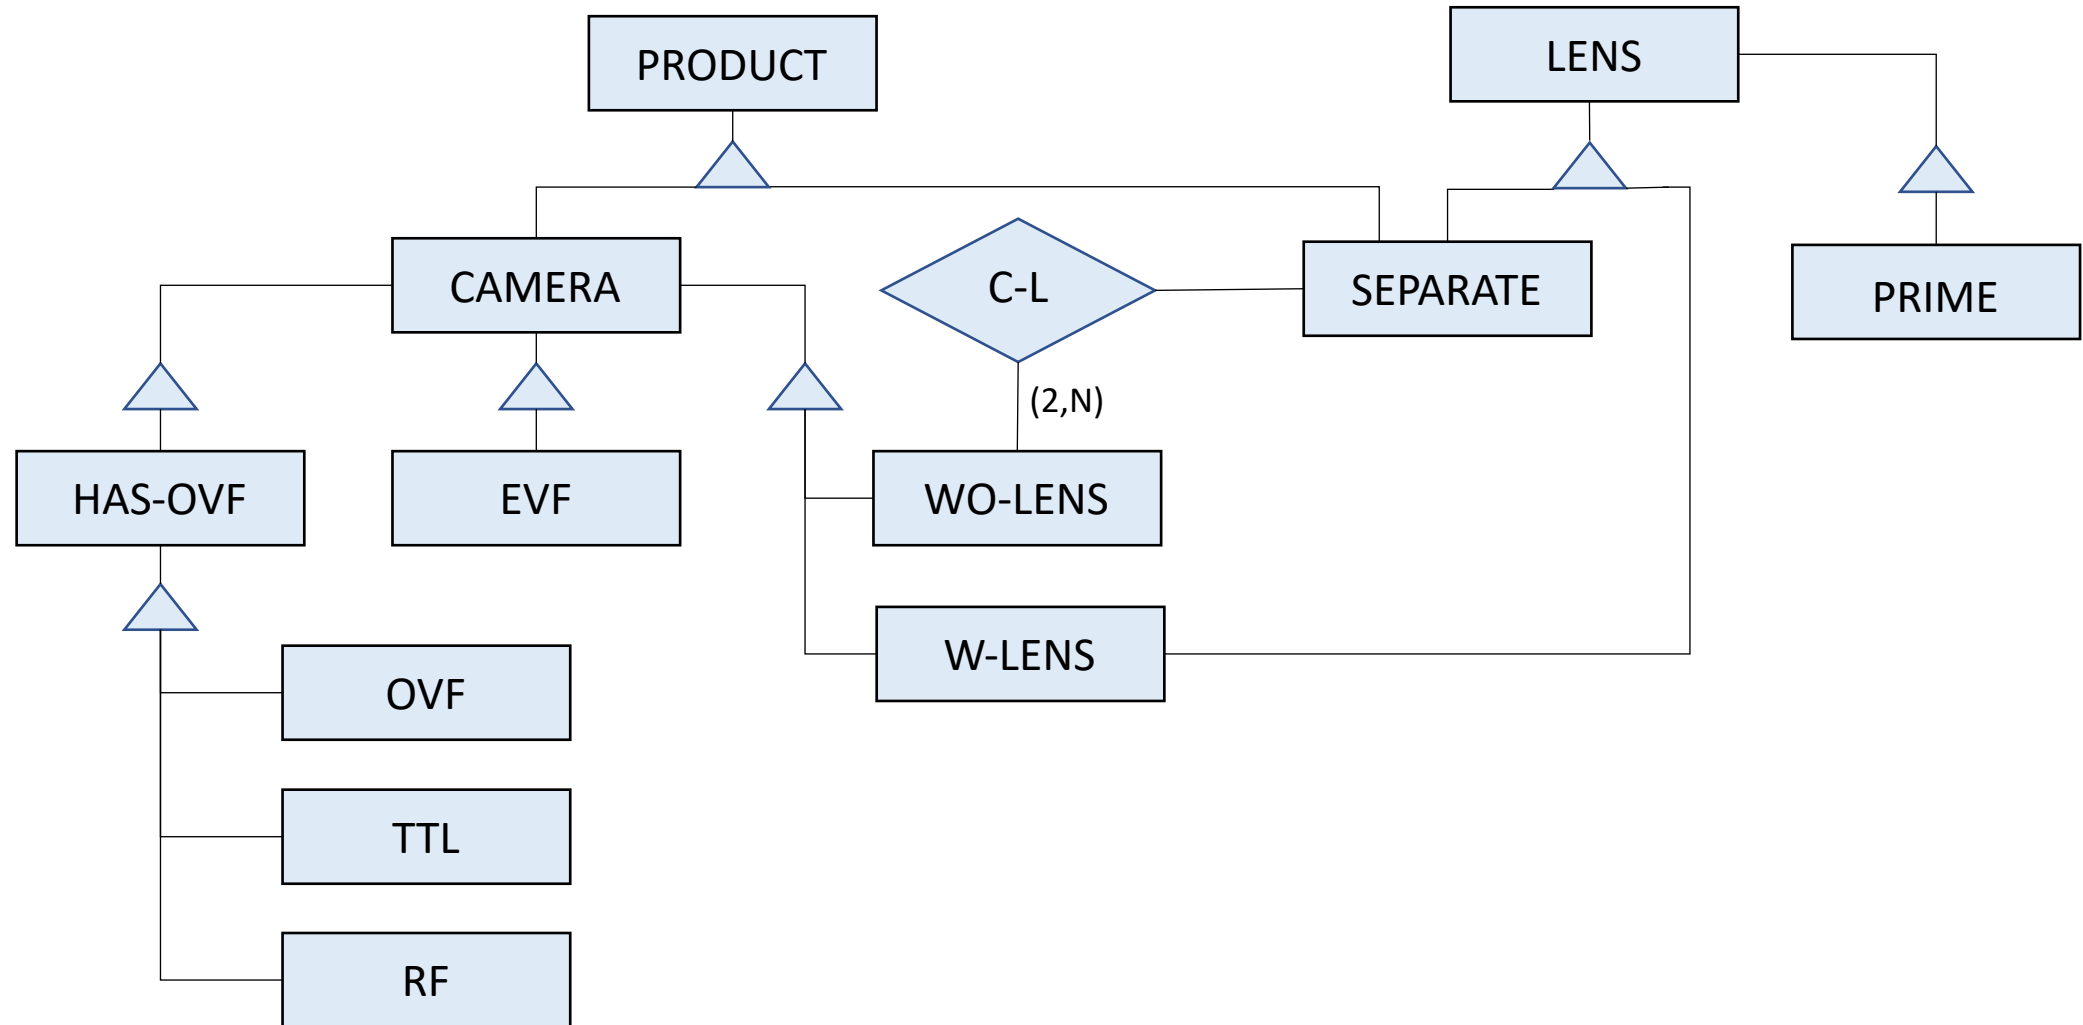 PRODUCT
LENS
CAMERA
C-L
SEPARATE
PRIME
(2,N)
HAS-OVF
EVF
WO-LENS
W-LENS
OVF
TTL
RF